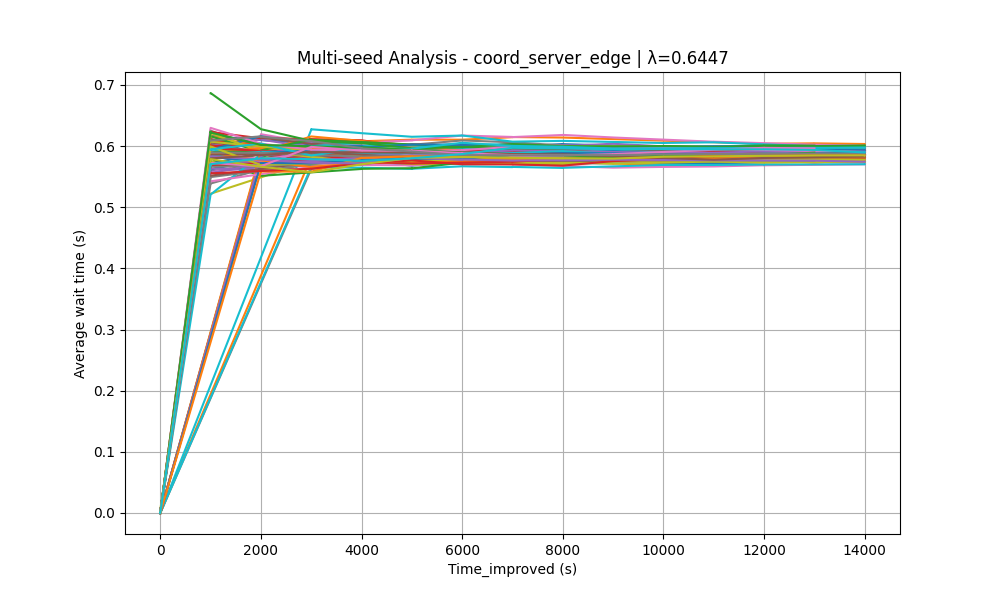 Multi-seed Analysis - coord_server_edge | λ=0.6447
Average wait time (s)
0.7
0.6
0.5
0.4
0.3
0.2
0.1
0.0
0 2000 4000 6000 8000 10000 12000 14000
Time_improved (s)